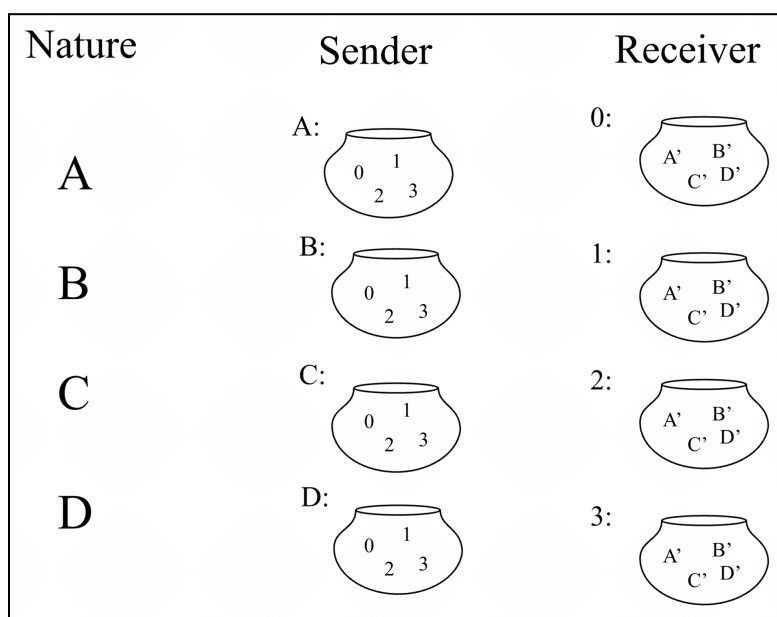 Nature Sender Receiver
A
A:
0 1 2 3
0:
A’ B’ C’ D’
B
B:
0 1 2 3
1:
A’ B’ C’ D’
C
C:
0 1 2 3
2:
A’ B’ C’ D’
D
D:
0 1 2 3
3:
A’ B’ C’ D’